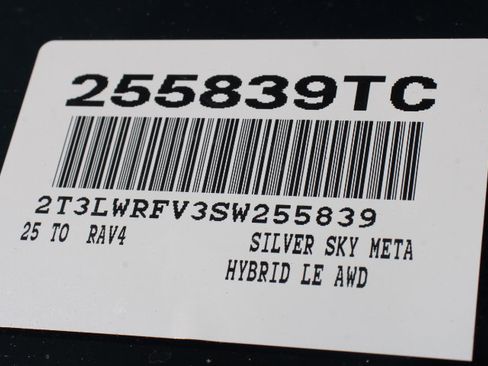 255839TC
2T3LWRFV3SW255839
25 TO RAV4 SILVER SKY META
HYBRID LE AWD